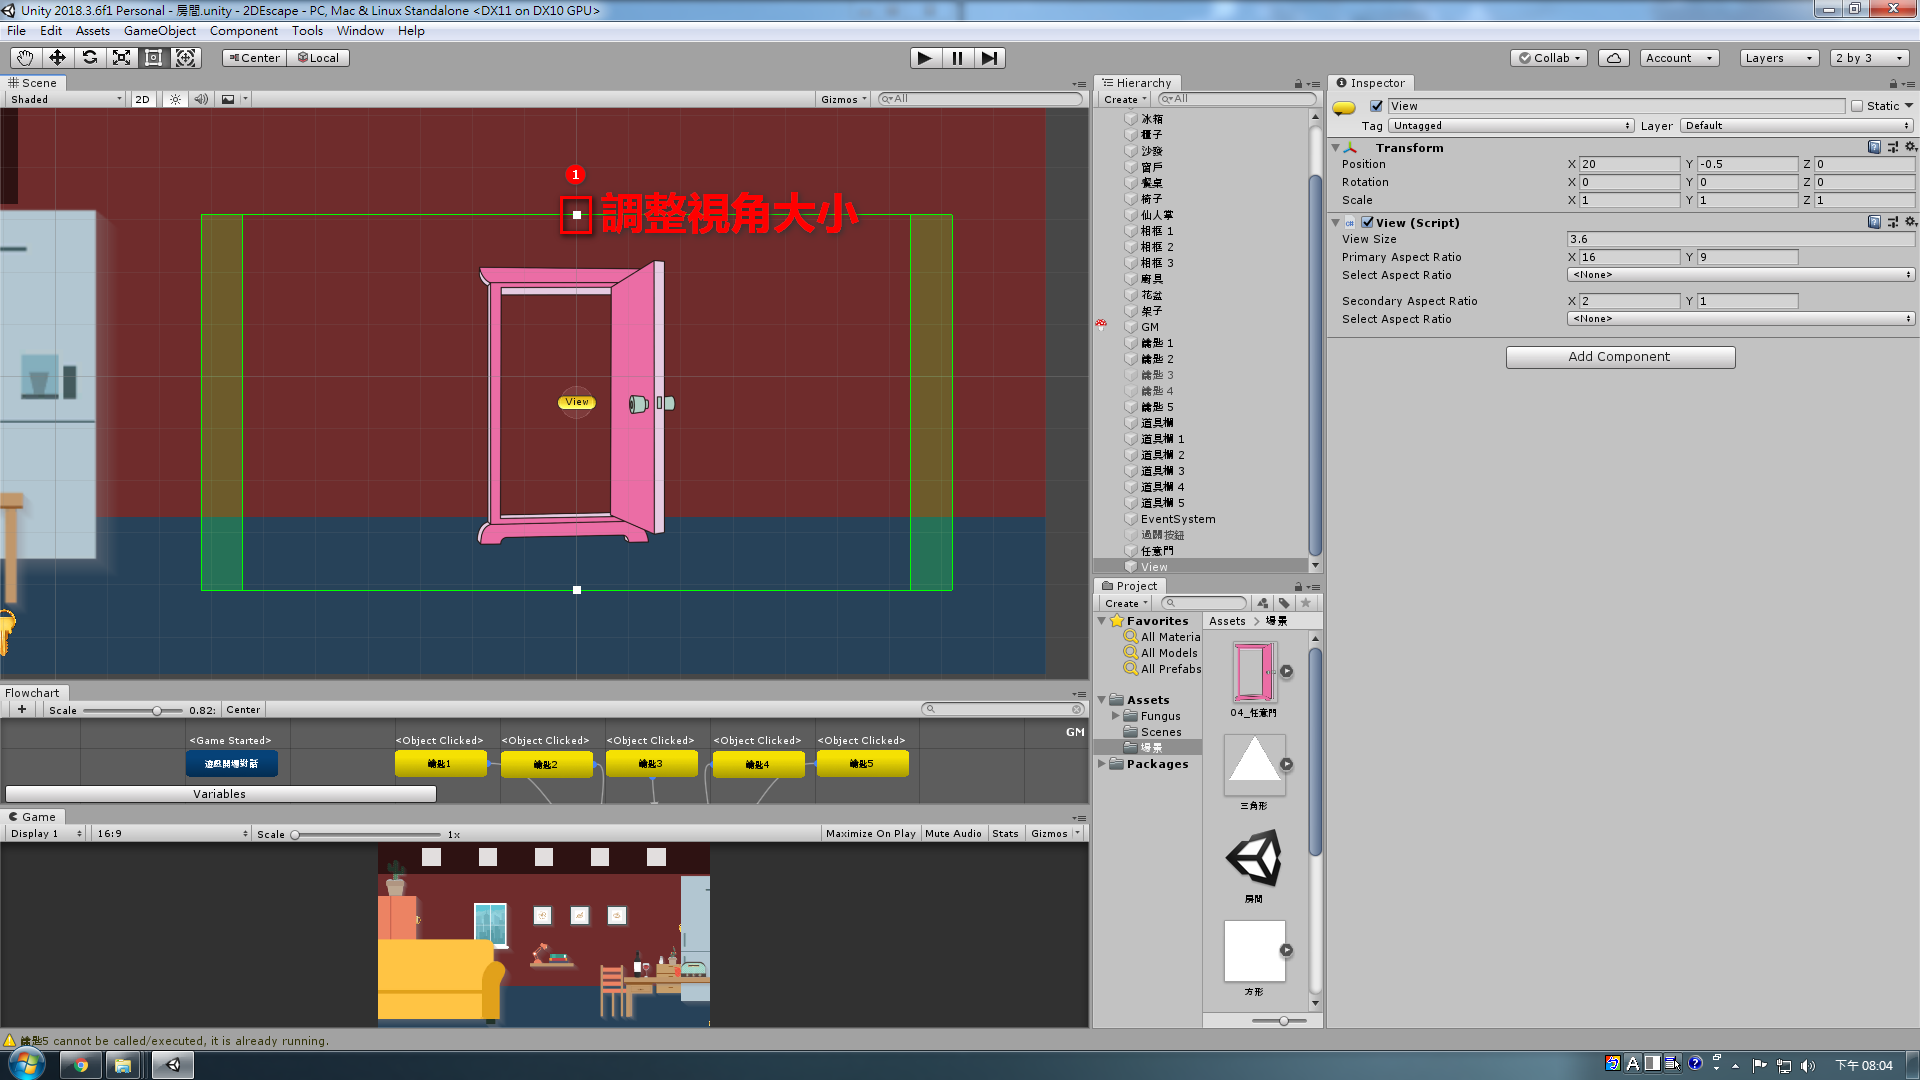 Unity 2018.3.6f1 Personal - 房間.unity - 2DEscape - PC, Mac & Linux Standalone <DX11 on DX10 GPU>
File Edit Assets GameObject Component Tools Window Help
Center Local
Collab Account Layers 2 by 3
Scene
Shaded 2D Gizmos All
1
調整視角大小
View
Hierarchy
Create All
冰箱
櫃子
沙發
窗戶
餐桌
椅子
仙人掌
相框 1
相框 2
相框 3
廚具
花盆
架子
GM
鑰匙 1
鑰匙 2
鑰匙 3
鑰匙 4
鑰匙 5
道具欄
道具欄 1
道具欄 2
道具欄 3
道具欄 4
道具欄 5
EventSystem
過關按鈕
任意門
View
Inspector
View Static
Tag Untagged Layer Default
Transform
Position X 20 Y -0.5 Z 0
Rotation X 0 Y 0 Z 0
Scale X 1 Y 1 Z 1
View (Script)
View Size 3.6
Primary Aspect Ratio X 16 Y 9
Select Aspect Ratio <None>
Secondary Aspect Ratio X 2 Y 1
Select Aspect Ratio <None>
Add Component
Project
Create
Favorites
All Materia
All Models
All Prefabs
Assets
Fungus
Scenes
場景
Packages
Assets > 場景
04_任意門
三角形
房間
方形
Flowchart
+ Scale 0.82: Center
GM
<Game Started>
遊戲開場對話
<Object Clicked> <Object Clicked> <Object Clicked> <Object Clicked> <Object Clicked>
鑰匙1 鑰匙2 鑰匙3 鑰匙4 鑰匙5
Variables
Game
Display 1 16:9 Scale 1x Maximize On Play Mute Audio Stats Gizmos
鑰匙5 cannot be called/executed, it is already running.
A
下午 08:04